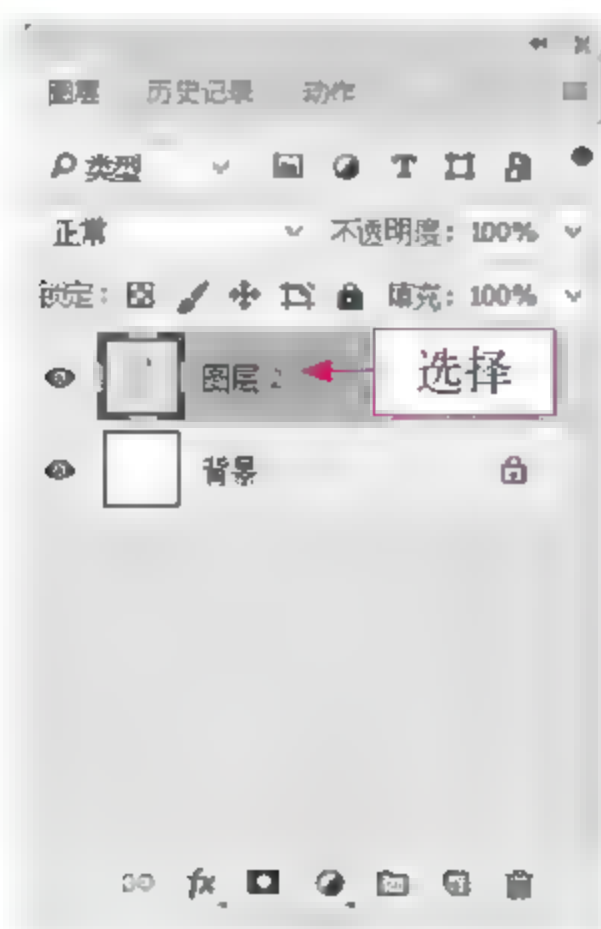 图层 历史记录 动作
类型
正常 不透明度：100%
锁定： 填充：100%
图层 2 选择
背景
fx